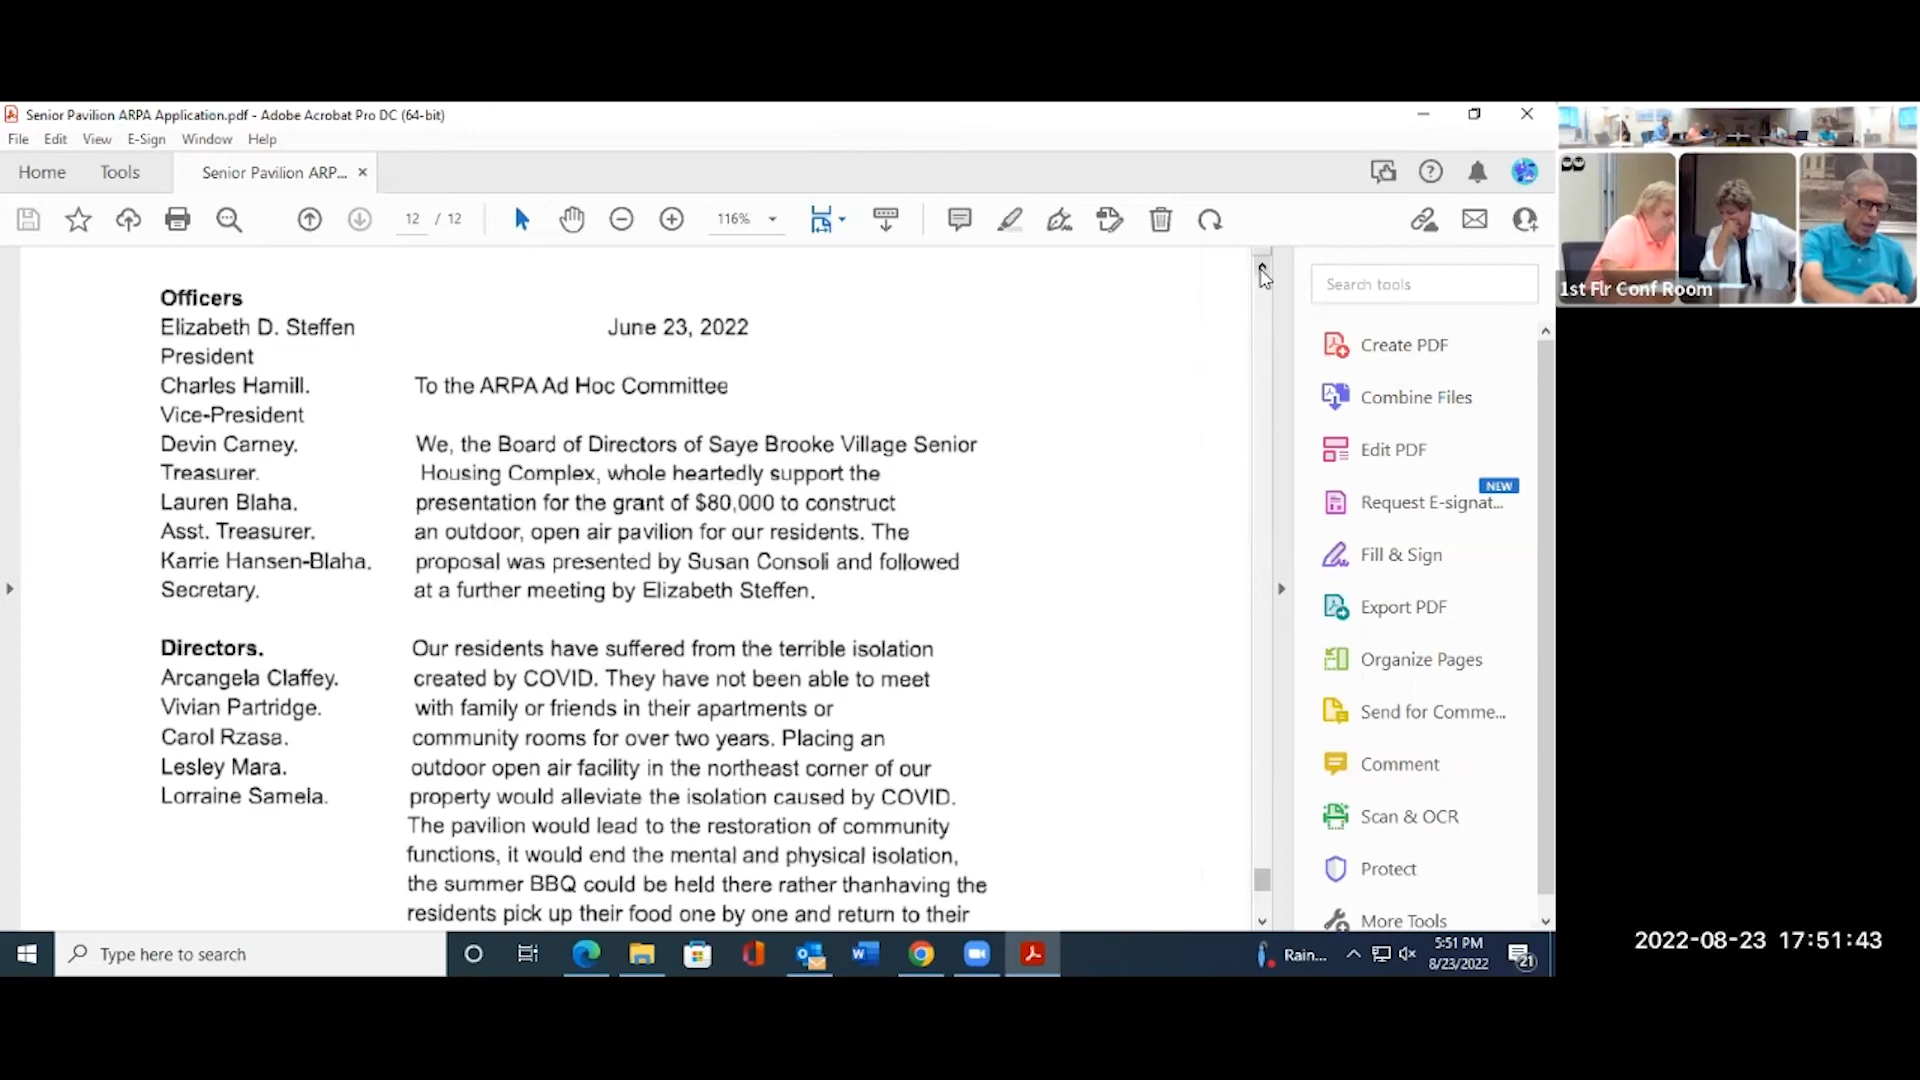 Senior Pavilion ARPA Application.pdf - Adobe Acrobat Pro DC (64-bit)
File Edit View E-Sign Window Help
Home Tools Senior Pavilion ARP...
12 / 12 116%
Officers
Elizabeth D. Steffen June 23, 2022
President
Charles Hamill. To the ARPA Ad Hoc Committee
Vice-President
Devin Carney. We, the Board of Directors of Saye Brooke Village Senior
Treasurer. Housing Complex, whole heartedly support the
Lauren Blaha. presentation for the grant of $80,000 to construct
Asst. Treasurer. an outdoor, open air pavilion for our residents. The
Karrie Hansen-Blaha. proposal was presented by Susan Consoli and followed
Secretary. at a further meeting by Elizabeth Steffen.
Directors. Our residents have suffered from the terrible isolation
Arcangela Claffey. created by COVID. They have not been able to meet
Vivian Partridge. with family or friends in their apartments or
Carol Rzasa. community rooms for over two years. Placing an
Lesley Mara. outdoor open air facility in the northeast corner of our
Lorraine Samela. property would alleviate the isolation caused by COVID.
The pavilion would lead to the restoration of community
functions, it would end the mental and physical isolation,
the summer BBQ could be held there rather thanhaving the
residents pick up their food one by one and return to their
Search tools
Create PDF
Combine Files
Edit PDF
NEW
Request E-signat...
Fill & Sign
Export PDF
Organize Pages
Send for Comme...
Comment
Scan & OCR
Protect
More Tools
1st Flr Conf Room
Type here to search
Rain...
5:51 PM
8/23/2022
21
2022-08-23 17:51:43